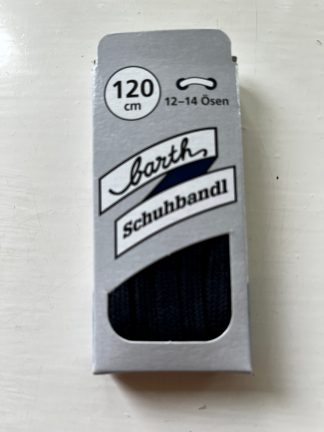 120
cm
12–14 Ösen
barth
Schuhbandl